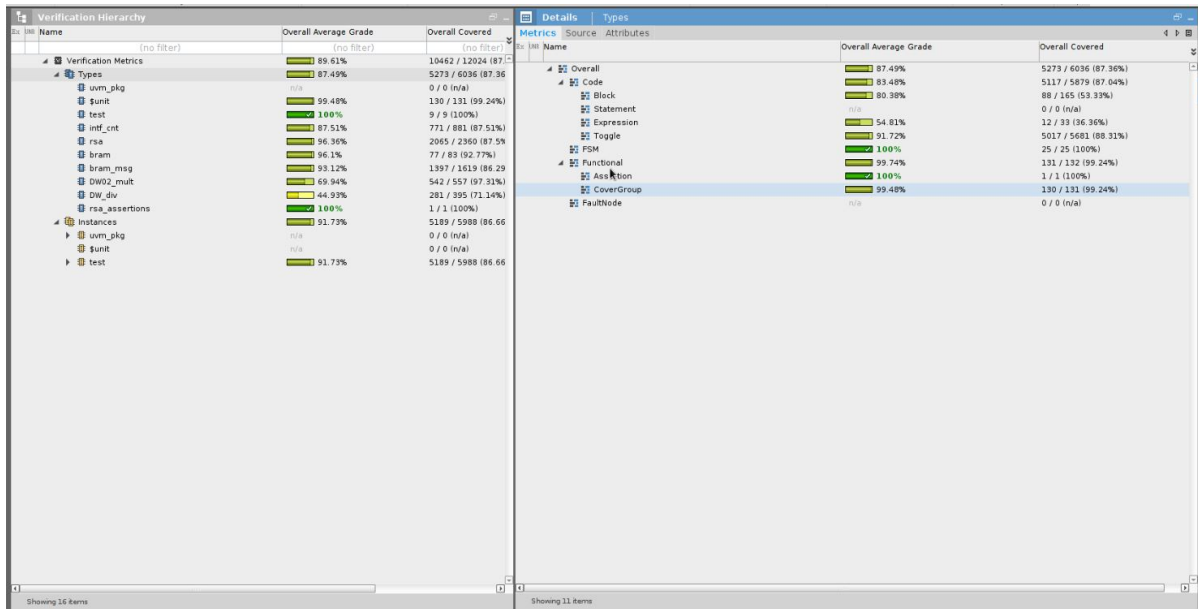 Verification Hierarchy
Ex UNR Name Overall Average Grade Overall Covered
(no filter) (no filter) (no filter)
Verification Metrics 89.61% 10462 / 12024 (87.
Types 87.49% 5273 / 6036 (87.36
uvm_pkg n/a 0 / 0 (n/a)
$unit 99.48% 130 / 131 (99.24%)
test 100% 9 / 9 (100%)
intf_cnt 87.51% 771 / 881 (87.51%)
rsa 96.36% 2065 / 2360 (87.5%
bram 96.1% 77 / 83 (92.77%)
bram_msg 93.12% 1397 / 1619 (86.29
DW02_mult 69.94% 542 / 557 (97.31%)
DW_div 44.93% 281 / 395 (71.14%)
rsa_assertions 100% 1 / 1 (100%)
Instances 91.73% 5189 / 5988 (86.66
uvm_pkg n/a 0 / 0 (n/a)
$unit n/a 0 / 0 (n/a)
test 91.73% 5189 / 5988 (86.66
Showing 16 items
Details Types
Metrics Source Attributes
Ex UNR Name Overall Average Grade Overall Covered
Overall 87.49% 5273 / 6036 (87.36%)
Code 83.48% 5117 / 5879 (87.04%)
Block 80.38% 88 / 165 (53.33%)
Statement n/a 0 / 0 (n/a)
Expression 54.81% 12 / 33 (36.36%)
Toggle 91.72% 5017 / 5681 (88.31%)
FSM 100% 25 / 25 (100%)
Functional 99.74% 131 / 132 (99.24%)
Assertion 100% 1 / 1 (100%)
CoverGroup 99.48% 130 / 131 (99.24%)
FaultNode n/a 0 / 0 (n/a)
Showing 11 items